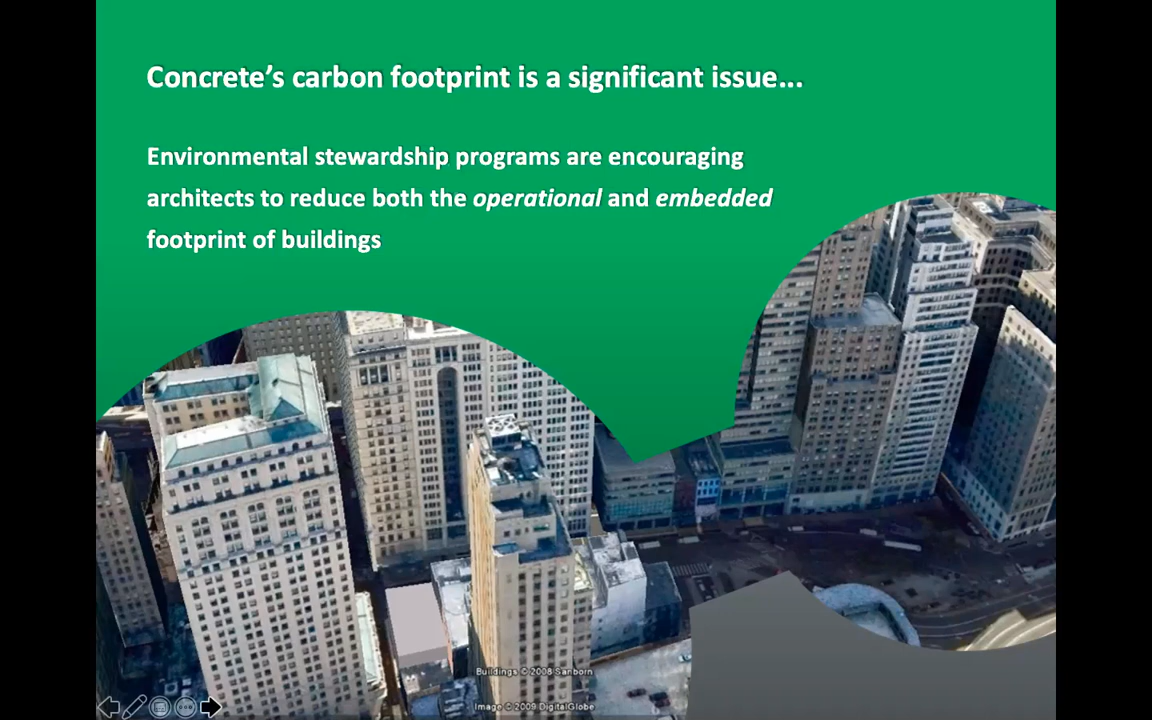 Concrete’s carbon footprint is a significant issue...
Environmental stewardship programs are encouraging
architects to reduce both the operational and embedded
footprint of buildings
Buildings © 2008 Sanborn
Image © 2009 DigitalGlobe